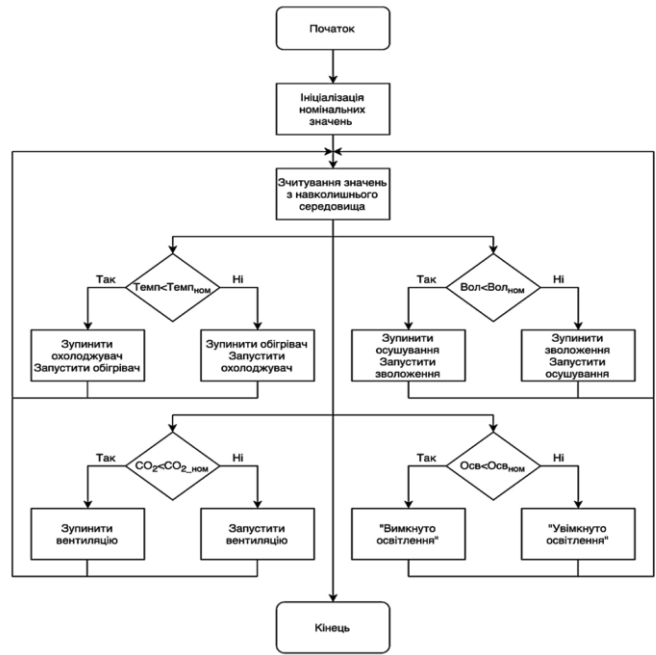 Початок
Ініціалізація
номінальних
значень
Зчитування значень
з навколишнього
середовища
Так
Темп<Темпном
Ні
Так
Вол<Волном
Ні
Зупинити
охолоджувач
Запустити обігрівач
Зупинити обігрівач
Запустити
охолоджувач
Зупинити
осушування
Запустити
зволоження
Зупинити
зволоження
Запустити
осушування
Так
CO₂<CO₂_ном
Ні
Так
Осв<Освном
Ні
Зупинити
вентиляцію
Запустити
вентиляцію
"Вимкнуто
освітлення"
"Увімкнуто
освітлення"
Кінець